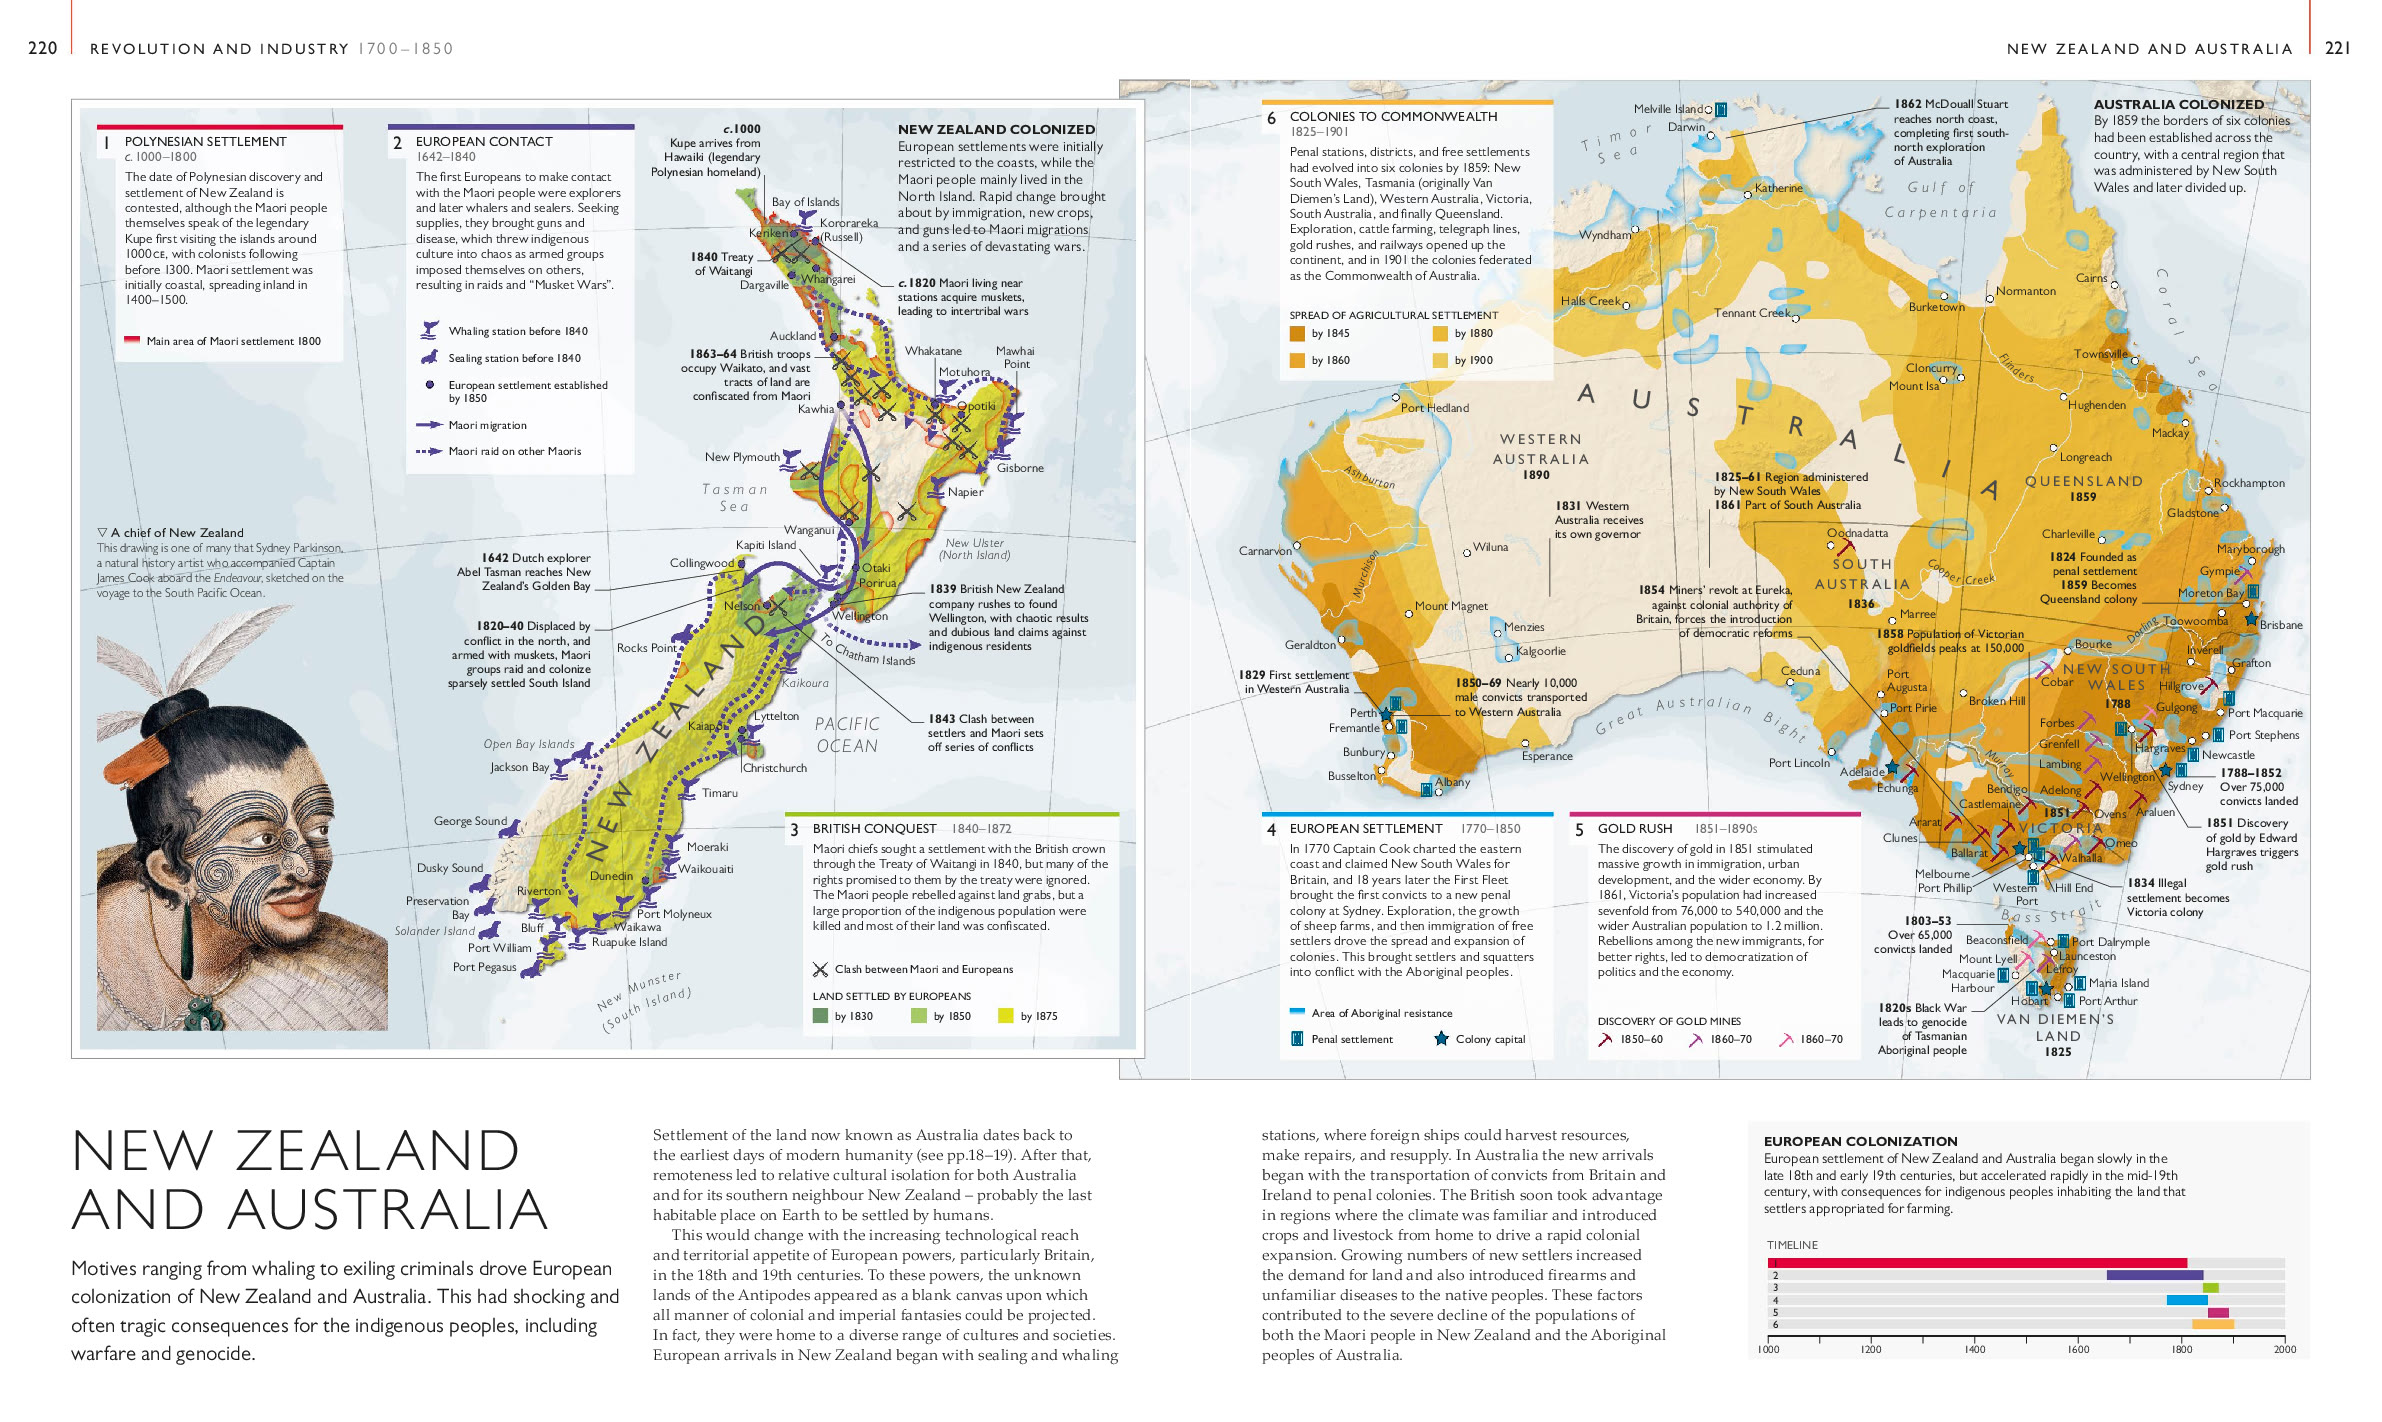 220
REVOLUTION AND INDUSTRY 1700–1850
NEW ZEALAND AND AUSTRALIA
221
1 POLYNESIAN SETTLEMENT
c. 1000–1800
The date of Polynesian discovery and
settlement of New Zealand is
contested, although the Maori people
themselves speak of the legendary
Kupe first visiting the islands around
1000 CE, with colonists following
before 1300. Maori settlement was
initially coastal, spreading inland in
1400–1500.
Main area of Maori settlement 1800
2 EUROPEAN CONTACT
1642–1840
The first Europeans to make contact
with the Maori people were explorers
and later whalers and sealers. Seeking
supplies, they brought guns and
disease, which threw indigenous
culture into chaos as armed groups
imposed themselves on others,
resulting in raids and “Musket Wars”.
Whaling station before 1840
Sealing station before 1840
European settlement established
by 1850
Maori migration
Maori raid on other Maoris
c.1000
Kupe arrives from
Hawaiki (legendary
Polynesian homeland)
NEW ZEALAND COLONIZED
European settlements were initially
restricted to the coasts, while the
Maori people mainly lived in the
North Island. Rapid change brought
about by immigration, new crops,
and guns led to Maori migrations
and a series of devastating wars.
Bay of Islands
Kororareka
(Russell)
Kerikeri
1840 Treaty
of Waitangi
Dargaville
Whangarei
c.1820 Maori living near
stations acquire muskets,
leading to intertribal wars
Auckland
1863–64 British troops
occupy Waikato, and vast
tracts of land are
confiscated from Maori
Kawhia
Whakatane
Motuhora
Mawhai
Point
Opotiki
New Plymouth
Gisborne
Napier
Tasman
Sea
Wanganui
Kapiti Island
New Ulster
(North Island)
Collingwood
Otaki
Porirua
Nelson
Wellington
1642 Dutch explorer
Abel Tasman reaches New
Zealand’s Golden Bay
1839 British New Zealand
company rushes to found
Wellington, with chaotic results
and dubious land claims against
indigenous residents
1820–40 Displaced by
conflict in the north, and
armed with muskets, Maori
groups raid and colonize
sparsely settled South Island
Rocks Point
To Chatham Islands
Kaikoura
NEW ZEALAND
Kaiapoi
Lyttelton
PACIFIC
OCEAN
1843 Clash between
settlers and Maori sets
off series of conflicts
Open Bay Islands
Jackson Bay
Christchurch
Timaru
George Sound
Moeraki
Waikouaiti
Dusky Sound
Dunedin
Riverton
Preservation
Bay
Port Molyneux
Solander Island
Bluff
Waikawa
Port William
Ruapuke Island
Port Pegasus
New Munster
(South Island)
▽ A chief of New Zealand
This drawing is one of many that Sydney Parkinson,
a natural history artist who accompanied Captain
James Cook aboard the Endeavour, sketched on the
voyage to the South Pacific Ocean.
3 BRITISH CONQUEST 1840–1872
Maori chiefs sought a settlement with the British crown
through the Treaty of Waitangi in 1840, but many of the
rights promised to them by the treaty were ignored.
The Maori people rebelled against land grabs, but a
large proportion of the indigenous population were
killed and most of their land was confiscated.
Clash between Maori and Europeans
LAND SETTLED BY EUROPEANS
by 1830
by 1850
by 1875
6 COLONIES TO COMMONWEALTH
1825–1901
Penal stations, districts, and free settlements
had evolved into six colonies by 1859: New
South Wales, Tasmania (originally Van
Diemen’s Land), Western Australia, Victoria,
South Australia, and finally Queensland.
Exploration, cattle farming, telegraph lines,
gold rushes, and railways opened up the
continent, and in 1901 the colonies federated
as the Commonwealth of Australia.
SPREAD OF AGRICULTURAL SETTLEMENT
by 1845
by 1880
by 1860
by 1900
Melville Island
Darwin
Timor
Sea
1862 McDouall Stuart
reaches north coast,
completing first south-
north exploration
of Australia
AUSTRALIA COLONIZED
By 1859 the borders of six colonies
had been established across the
country, with a central region that
was administered by New South
Wales and later divided up.
Katherine
Gulf of
Carpentaria
Wyndham
Halls Creek
Tennant Creek
Burketown
Normanton
Cairns
Coral Sea
Townsville
Flinders
Cloncurry
Mount Isa
Hughenden
Mackay
Port Hedland
AUSTRALIA
WESTERN
AUSTRALIA
1890
Ashburton
Longreach
QUEENSLAND
1859
Rockhampton
Gladstone
1825–61 Region administered
by New South Wales
1861 Part of South Australia
1831 Western
Australia receives
its own governor
Carnarvon
Wiluna
Murchison
Oodnadatta
SOUTH
AUSTRALIA
1836
Cooper Creek
Charleville
1824 Founded as
penal settlement
1859 Becomes
Queensland colony
Maryborough
Gympie
Moreton Bay
Toowoomba
Brisbane
Mount Magnet
Menzies
Kalgoorlie
Geraldton
1854 Miners’ revolt at Eureka,
against colonial authority of
Britain, forces the introduction
of democratic reforms
Marree
1858 Population of Victorian
goldfields peaks at 150,000
Bourke
Darling
Inverell
Grafton
NEW SOUTH
WALES
1788
Cobar
Hillgrove
1829 First settlement
in Western Australia
1850–69 Nearly 10,000
male convicts transported
to Western Australia
Ceduna
Port
Augusta
Port Pirie
Broken Hill
Gulgong
Port Macquarie
Perth
Fremantle
Great Australian Bight
Forbes
Grenfell
Hargraves
Port Stephens
Newcastle
Bunbury
Busselton
Esperance
Albany
Port Lincoln
Adelaide
Echunga
Murray
Lambing
Wellington
Sydney
1788–1852
Over 75,000
convicts landed
Bendigo
Castlemaine
Adelong
Araluen
1851
VICTORIA
Ovens
Omeo
Ararat
Clunes
Ballarat
Walhalla
1851 Discovery
of gold by Edward
Hargraves triggers
gold rush
Melbourne
Port Phillip
Western
Port
Hill End
1834 Illegal
settlement becomes
Victoria colony
Bass Strait
1803–53
Over 65,000
convicts landed
Beaconsfield
Port Dalrymple
Mount Lyell
Launceston
Lefroy
Macquarie
Harbour
Maria Island
Hobart
Port Arthur
1820s Black War
leads to genocide
of Tasmanian
Aboriginal people
VAN DIEMEN’S
LAND
1825
4 EUROPEAN SETTLEMENT 1770–1850
In 1770 Captain Cook charted the eastern
coast and claimed New South Wales for
Britain, and 18 years later the First Fleet
brought the first convicts to a new penal
colony at Sydney. Exploration, the growth
of sheep farms, and then immigration of free
settlers drove the spread and expansion of
colonies. This brought settlers and squatters
into conflict with the Aboriginal peoples.
Area of Aboriginal resistance
Penal settlement
Colony capital
5 GOLD RUSH 1851–1890s
The discovery of gold in 1851 stimulated
massive growth in immigration, urban
development, and the wider economy. By
1861, Victoria’s population had increased
sevenfold from 76,000 to 540,000 and the
wider Australian population to 1.2 million.
Rebellions among the new immigrants, for
better rights, led to democratization of
politics and the economy.
DISCOVERY OF GOLD MINES
1850–60
1860–70
1860–70
NEW ZEALAND
AND AUSTRALIA
Motives ranging from whaling to exiling criminals drove European
colonization of New Zealand and Australia. This had shocking and
often tragic consequences for the indigenous peoples, including
warfare and genocide.
Settlement of the land now known as Australia dates back to
the earliest days of modern humanity (see pp.18–19). After that,
remoteness led to relative cultural isolation for both Australia
and for its southern neighbour New Zealand – probably the last
habitable place on Earth to be settled by humans.
This would change with the increasing technological reach
and territorial appetite of European powers, particularly Britain,
in the 18th and 19th centuries. To these powers, the unknown
lands of the Antipodes appeared as a blank canvas upon which
all manner of colonial and imperial fantasies could be projected.
In fact, they were home to a diverse range of cultures and societies.
European arrivals in New Zealand began with sealing and whaling
stations, where foreign ships could harvest resources,
make repairs, and resupply. In Australia the new arrivals
began with the transportation of convicts from Britain and
Ireland to penal colonies. The British soon took advantage
in regions where the climate was familiar and introduced
crops and livestock from home to drive a rapid colonial
expansion. Growing numbers of new settlers increased
the demand for land and also introduced firearms and
unfamiliar diseases to the native peoples. These factors
contributed to the severe decline of the populations of
both the Maori people in New Zealand and the Aboriginal
peoples of Australia.
EUROPEAN COLONIZATION
European settlement of New Zealand and Australia began slowly in the
late 18th and early 19th centuries, but accelerated rapidly in the mid-19th
century, with consequences for indigenous peoples inhabiting the land that
settlers appropriated for farming.
TIMELINE
1
2
3
4
5
6
1000 1200 1400 1600 1800 2000